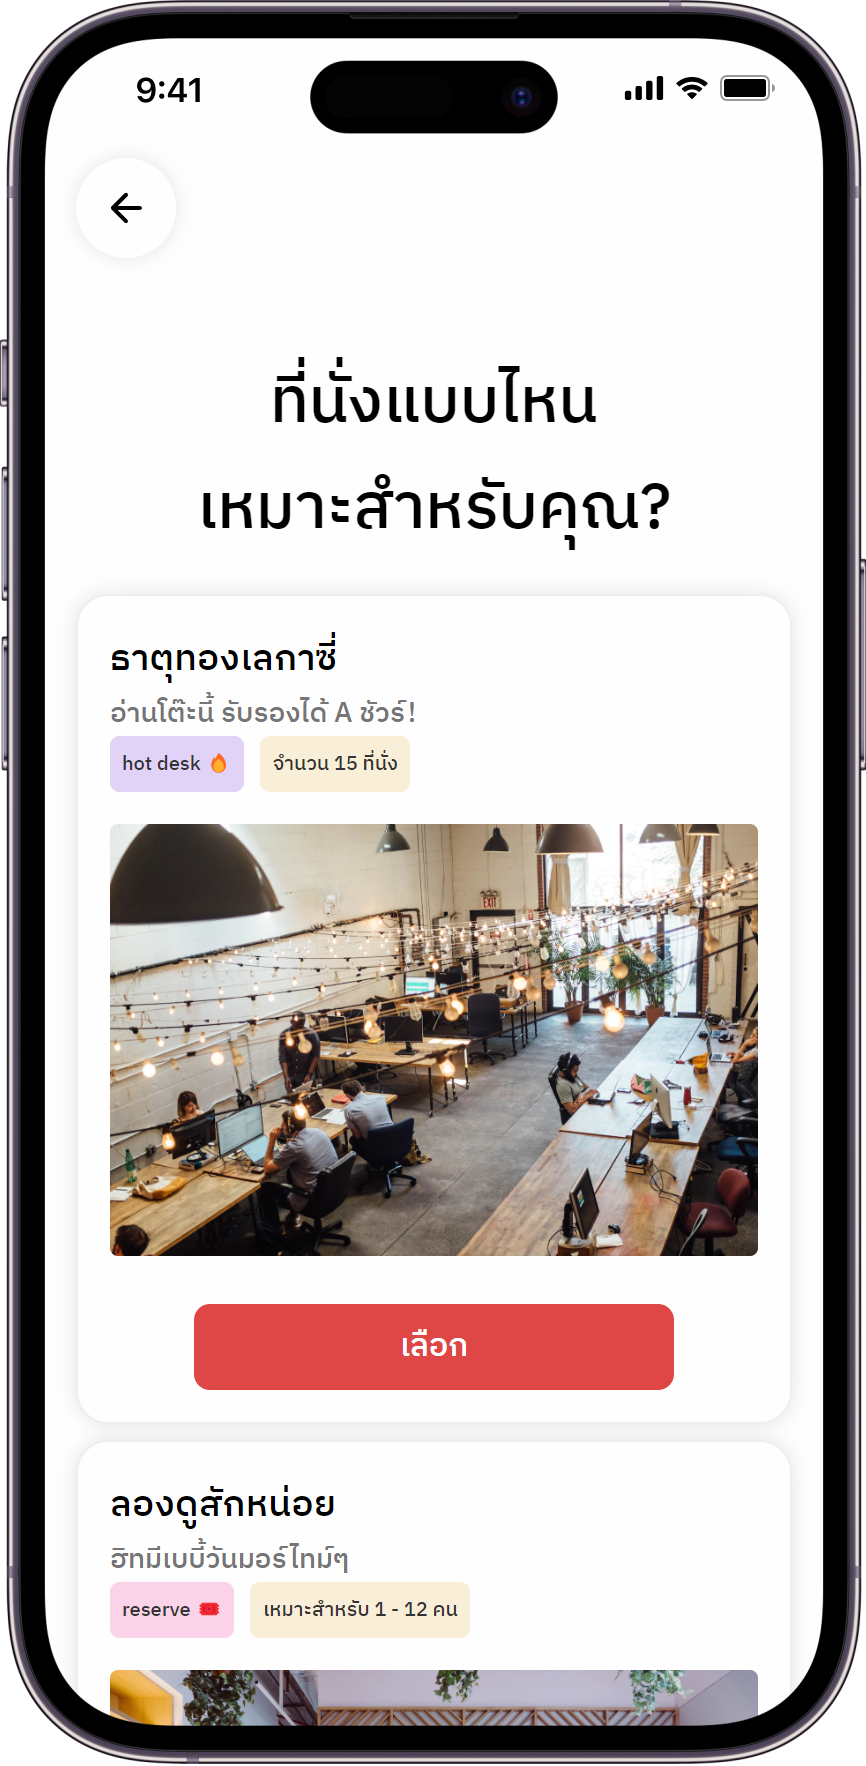 9:41
ที่นั่งแบบไหน
เหมาะสำหรับคุณ?
ธาตุทองเลกาซี่
อ่านโต๊ะนี้ รับรองได้ A ชัวร์!
hot desk 🔥
จำนวน 15 ที่นั่ง
EXIT
เลือก
ลองดูสักหน่อย
ฮิทมีเบบี้วันมอร์ไทม์ๆ
reserve 🎟️
เหมาะสำหรับ 1 - 12 คน